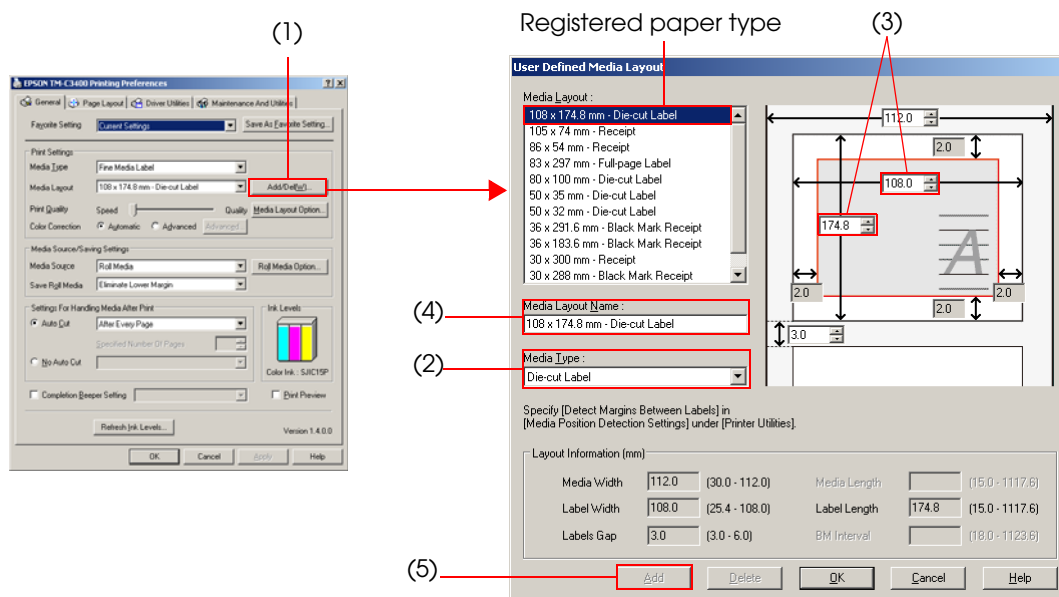 (1)
EPSON TM-C3400 Printing Preferences
General Page Layout Driver Utilities Maintenance And Utilities
Favorite Setting Current Settings Save As Favorite Setting...
Print Settings
Media Type Fine Media Label
Media Layout 108 x 174.8 mm - Die-cut Label Add/Del(w)...
Print Quality Speed Quality Media Layout Option...
Color Correction Automatic Advanced Advanced...
Media Source/Saving Settings
Media Source Roll Media Roll Media Option...
Save Roll Media Eliminate Lower Margin
Settings For Handling Media After Print Ink Levels
Auto Cut After Every Page
Specified Number Of Pages
No Auto Cut
Color Ink : SJIC15P
Completion Beeper Setting Print Preview
Refresh Ink Levels... Version 1.4.0.0
OK Cancel Apply Help
Registered paper type (3)
User Defined Media Layout
Media Layout :
108 x 174.8 mm - Die-cut Label
105 x 74 mm - Receipt
86 x 54 mm - Receipt
83 x 297 mm - Full-page Label
80 x 100 mm - Die-cut Label
50 x 35 mm - Die-cut Label
50 x 32 mm - Die-cut Label
36 x 291.6 mm - Black Mark Receipt
36 x 183.6 mm - Black Mark Receipt
30 x 300 mm - Receipt
30 x 288 mm - Black Mark Receipt
112.0
2.0
108.0
174.8
A
2.0 2.0
2.0
3.0
(4)
Media Layout Name :
108 x 174.8 mm - Die-cut Label
(2)
Media Type :
Die-cut Label
Specify [Detect Margins Between Labels] in
[Media Position Detection Settings] under [Printer Utilities].
Layout Information (mm)
Media Width 112.0 (30.0 - 112.0) Media Length (15.0 - 1117.6)
Label Width 108.0 (25.4 - 108.0) Label Length 174.8 (15.0 - 1117.6)
Labels Gap 3.0 (3.0 - 6.0) BM Interval (18.0 - 1123.6)
(5)
Add Delete OK Cancel Help